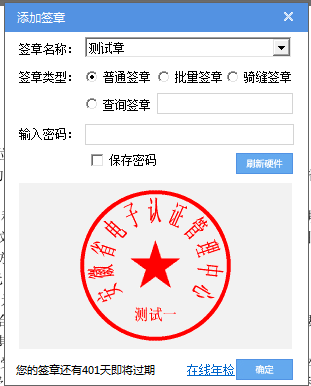 添加签章
签章名称： 测试章
签章类型： 普通签章 批量签章 骑缝签章
查询签章
输入密码：
保存密码 刷新硬件
安徽省电子认证管理中心
测试一
您的签章还有401天即将过期 在线年检 确定